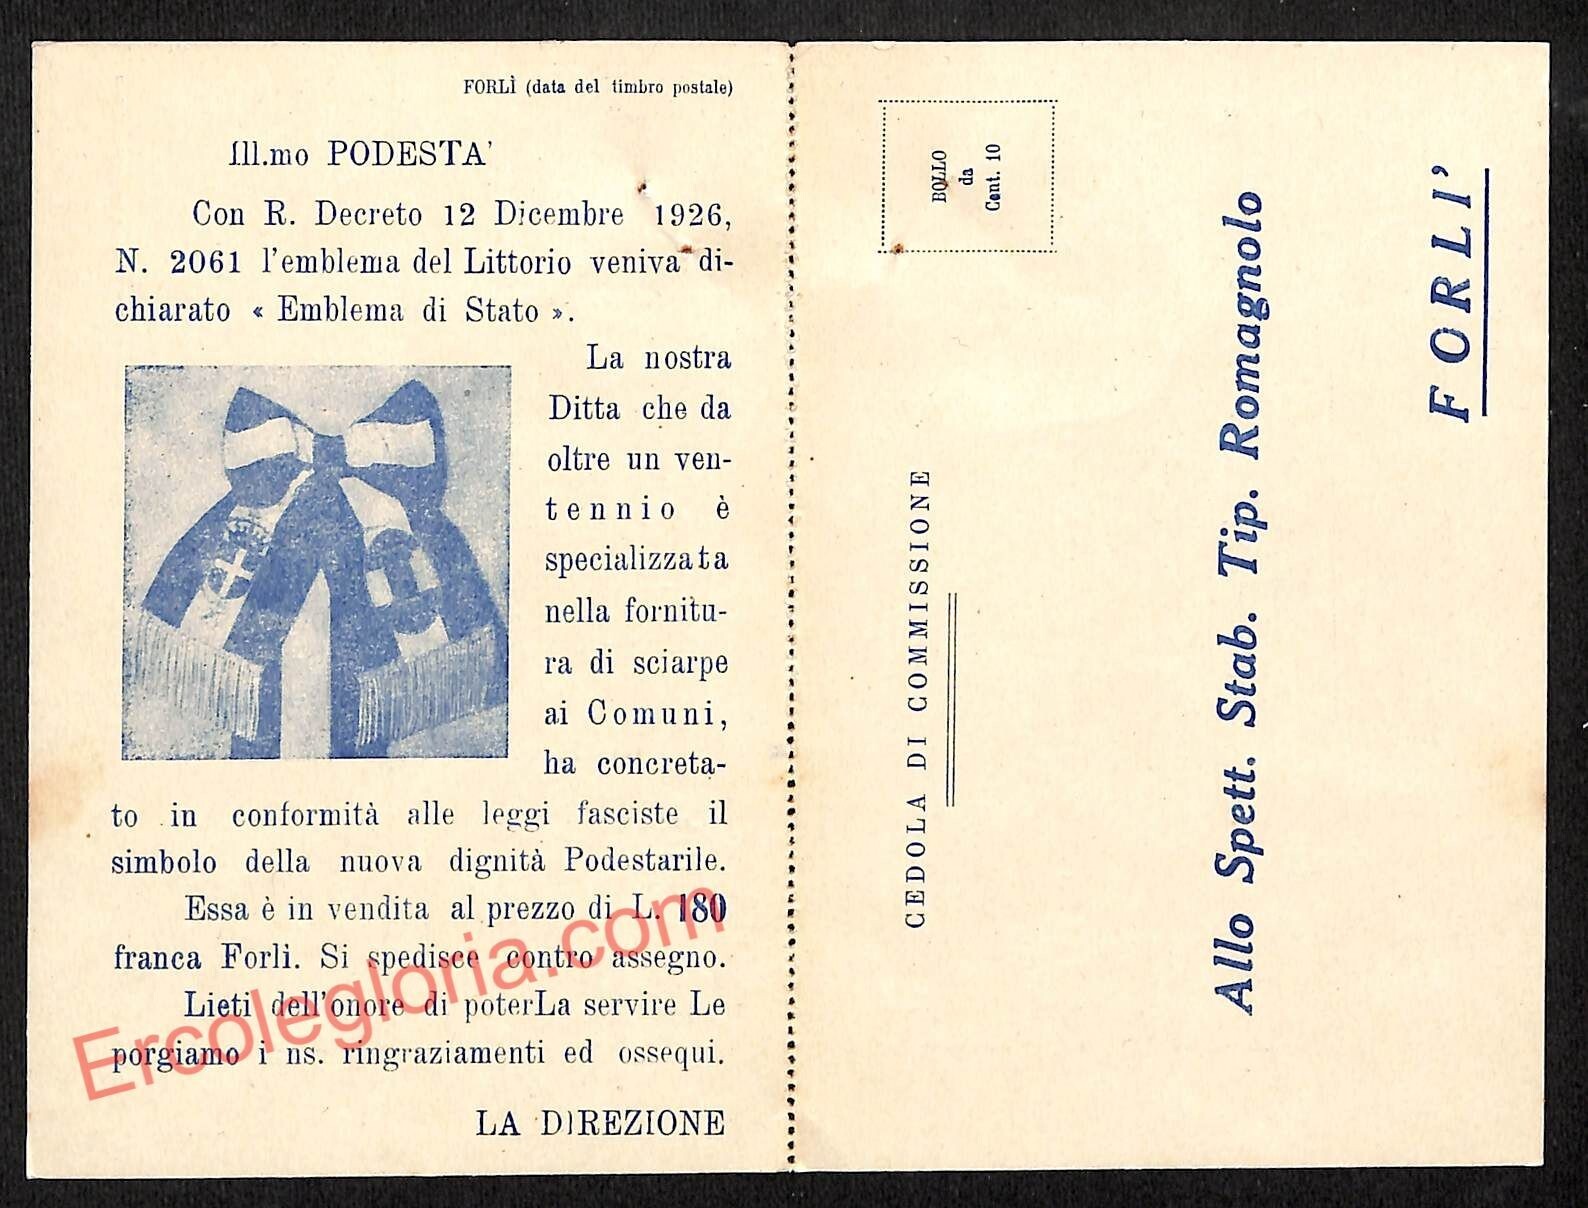 FORLÌ (data del timbro postale)
Ill.mo PODESTA'
Con R. Decreto 12 Dicembre 1926,
N. 2061 l'emblema del Littorio veniva di-
chiarato « Emblema di Stato ».
La nostra
Ditta che da
oltre un ven-
tennio è
specializzata
nella fornitu-
ra di sciarpe
ai Comuni,
ha concreta-
to in conformità alle leggi fasciste il
simbolo della nuova dignità Podestarile.
Essa è in vendita al prezzo di L. 180
franca Forlì. Si spedisce contro assegno.
Lieti dell'onore di poterLa servire Le
porgiamo i ns. ringraziamenti ed ossequi.
LA DIREZIONE
Ercolegloria.com
BOLLO
da
Cent. 10
CEDOLA DI COMMISSIONE
Allo Spett. Stab. Tip. Romagnolo
FORLI'